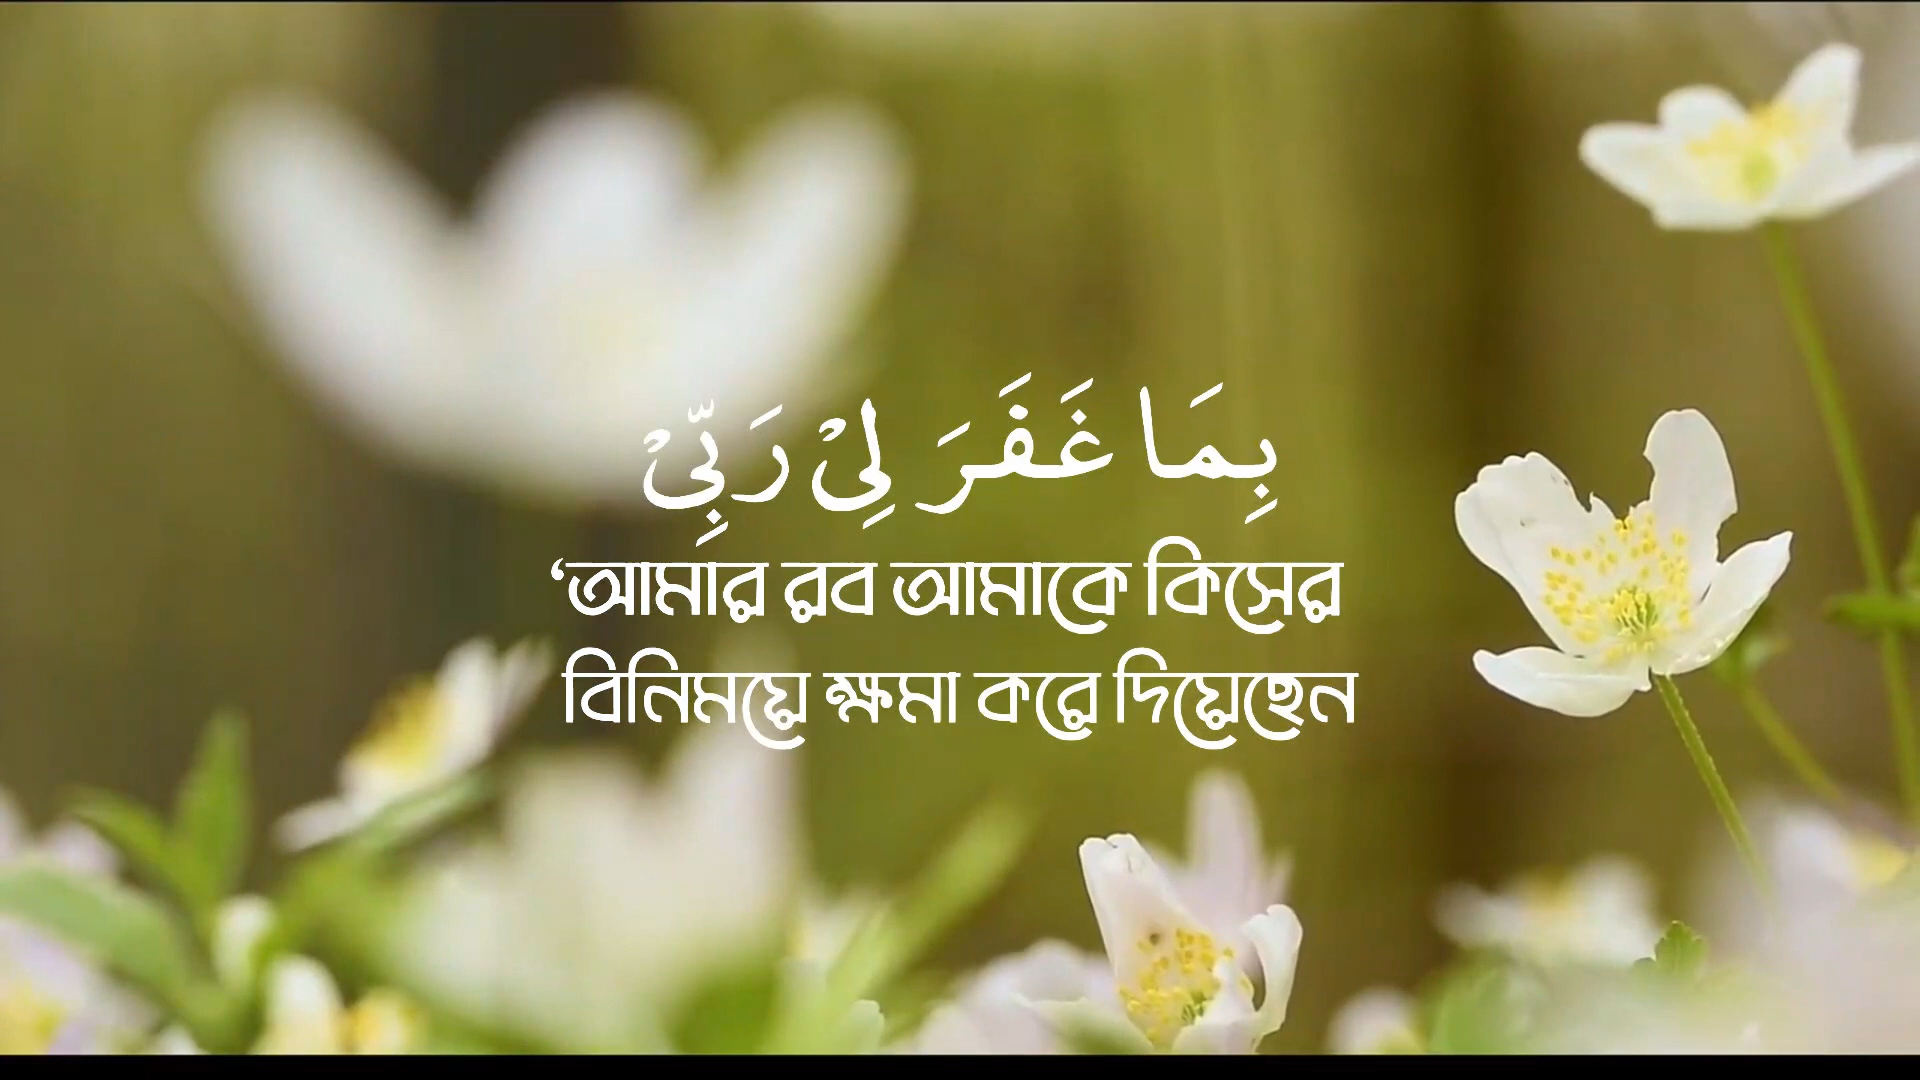 بِمَا غَفَرَ لِيْ رَبِّيْ
‘আমার রব আমাকে কিসের
বিনিময়ে ক্ষমা করে দিয়েছেন